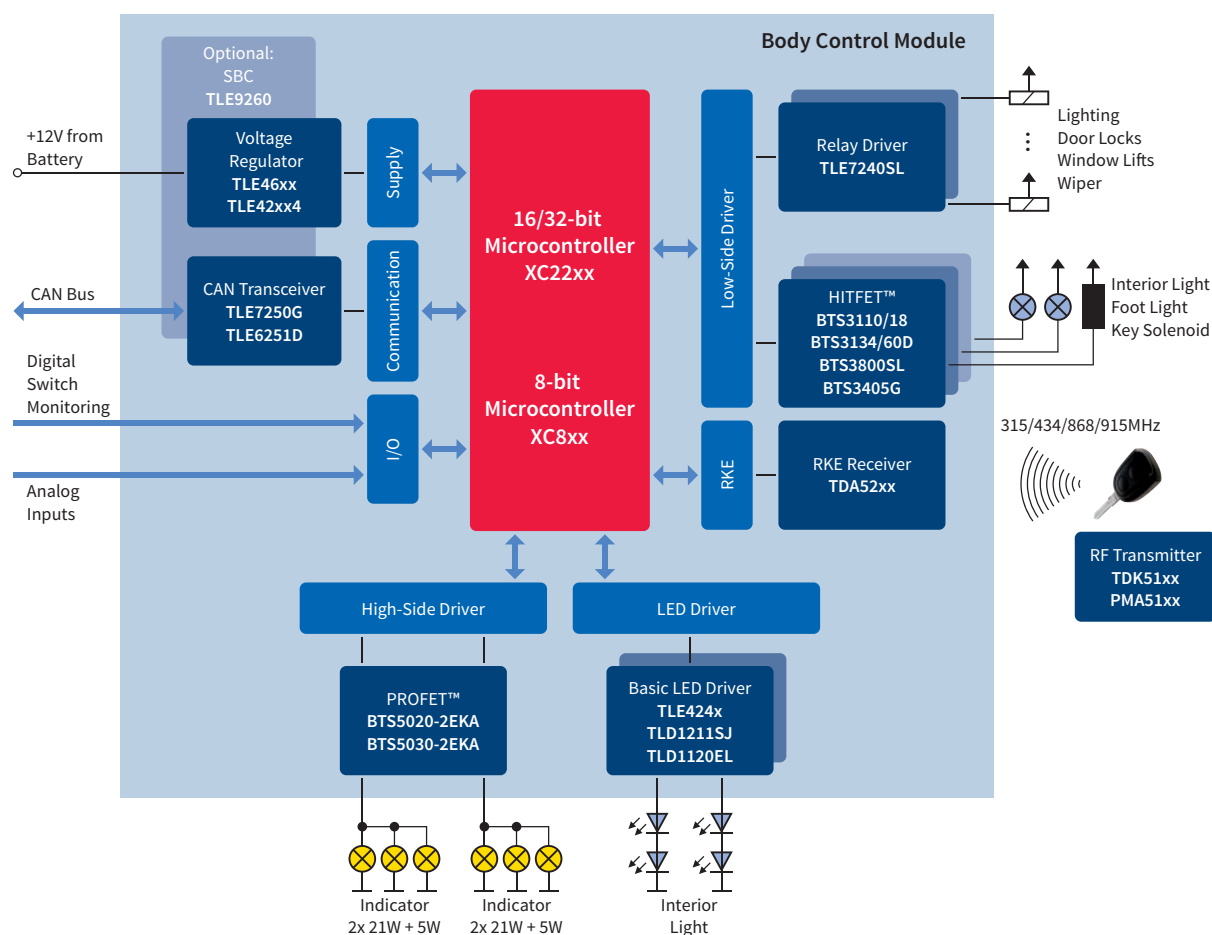 Body Control Module
Optional:
SBC
TLE9260
+12V from
Battery
Voltage
Regulator
TLE46xx
TLE42xx4
Supply
CAN Bus
CAN Transceiver
TLE7250G
TLE6251D
Communication
Digital
Switch
Monitoring
I/O
Analog
Inputs
16/32-bit
Microcontroller
XC22xx
8-bit
Microcontroller
XC8xx
Low-Side Driver
Relay Driver
TLE7240SL
Lighting
Door Locks
Window Lifts
Wiper
HITFET™
BTS3110/18
BTS3134/60D
BTS3800SL
BTS3405G
Interior Light
Foot Light
Key Solenoid
RKE
RKE Receiver
TDA52xx
315/434/868/915MHz
RF Transmitter
TDK51xx
PMA51xx
High-Side Driver
LED Driver
PROFET™
BTS5020-2EKA
BTS5030-2EKA
Basic LED Driver
TLE424x
TLD1211SJ
TLD1120EL
Indicator
2x 21W + 5W
Indicator
2x 21W + 5W
Interior
Light